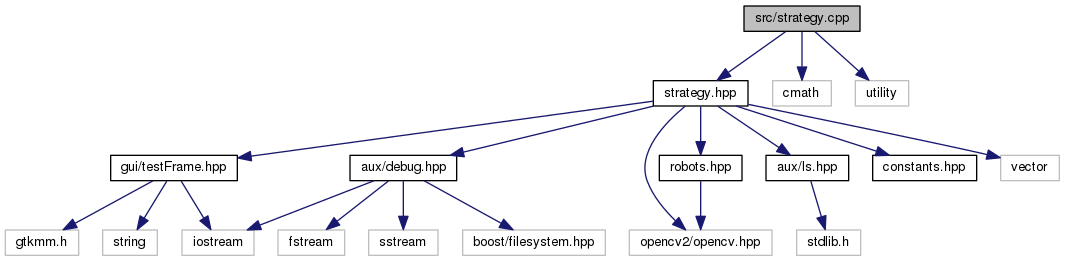 src/strategy.cpp
strategy.hpp
cmath
utility
gui/testFrame.hpp
aux/debug.hpp
robots.hpp
aux/ls.hpp
constants.hpp
vector
gtkmm.h
string
iostream
fstream
sstream
boost/filesystem.hpp
opencv2/opencv.hpp
stdlib.h